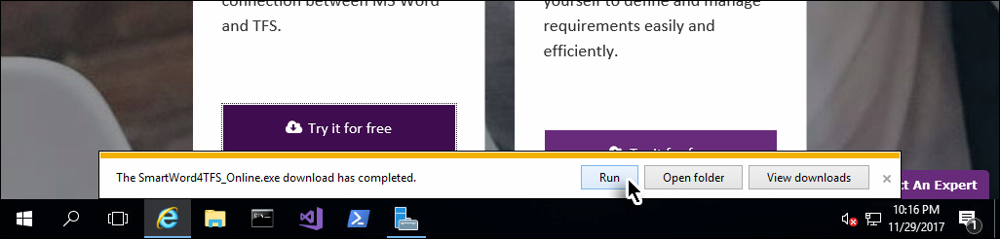 connection between MS Word
and TFS.
yourself to define and manage
requirements easily and
efficiently.
Try it for free
The SmartWord4TFS_Online.exe download has completed.
Run
Open folder
View downloads
ct An Expert
10:16 PM
11/29/2017
1